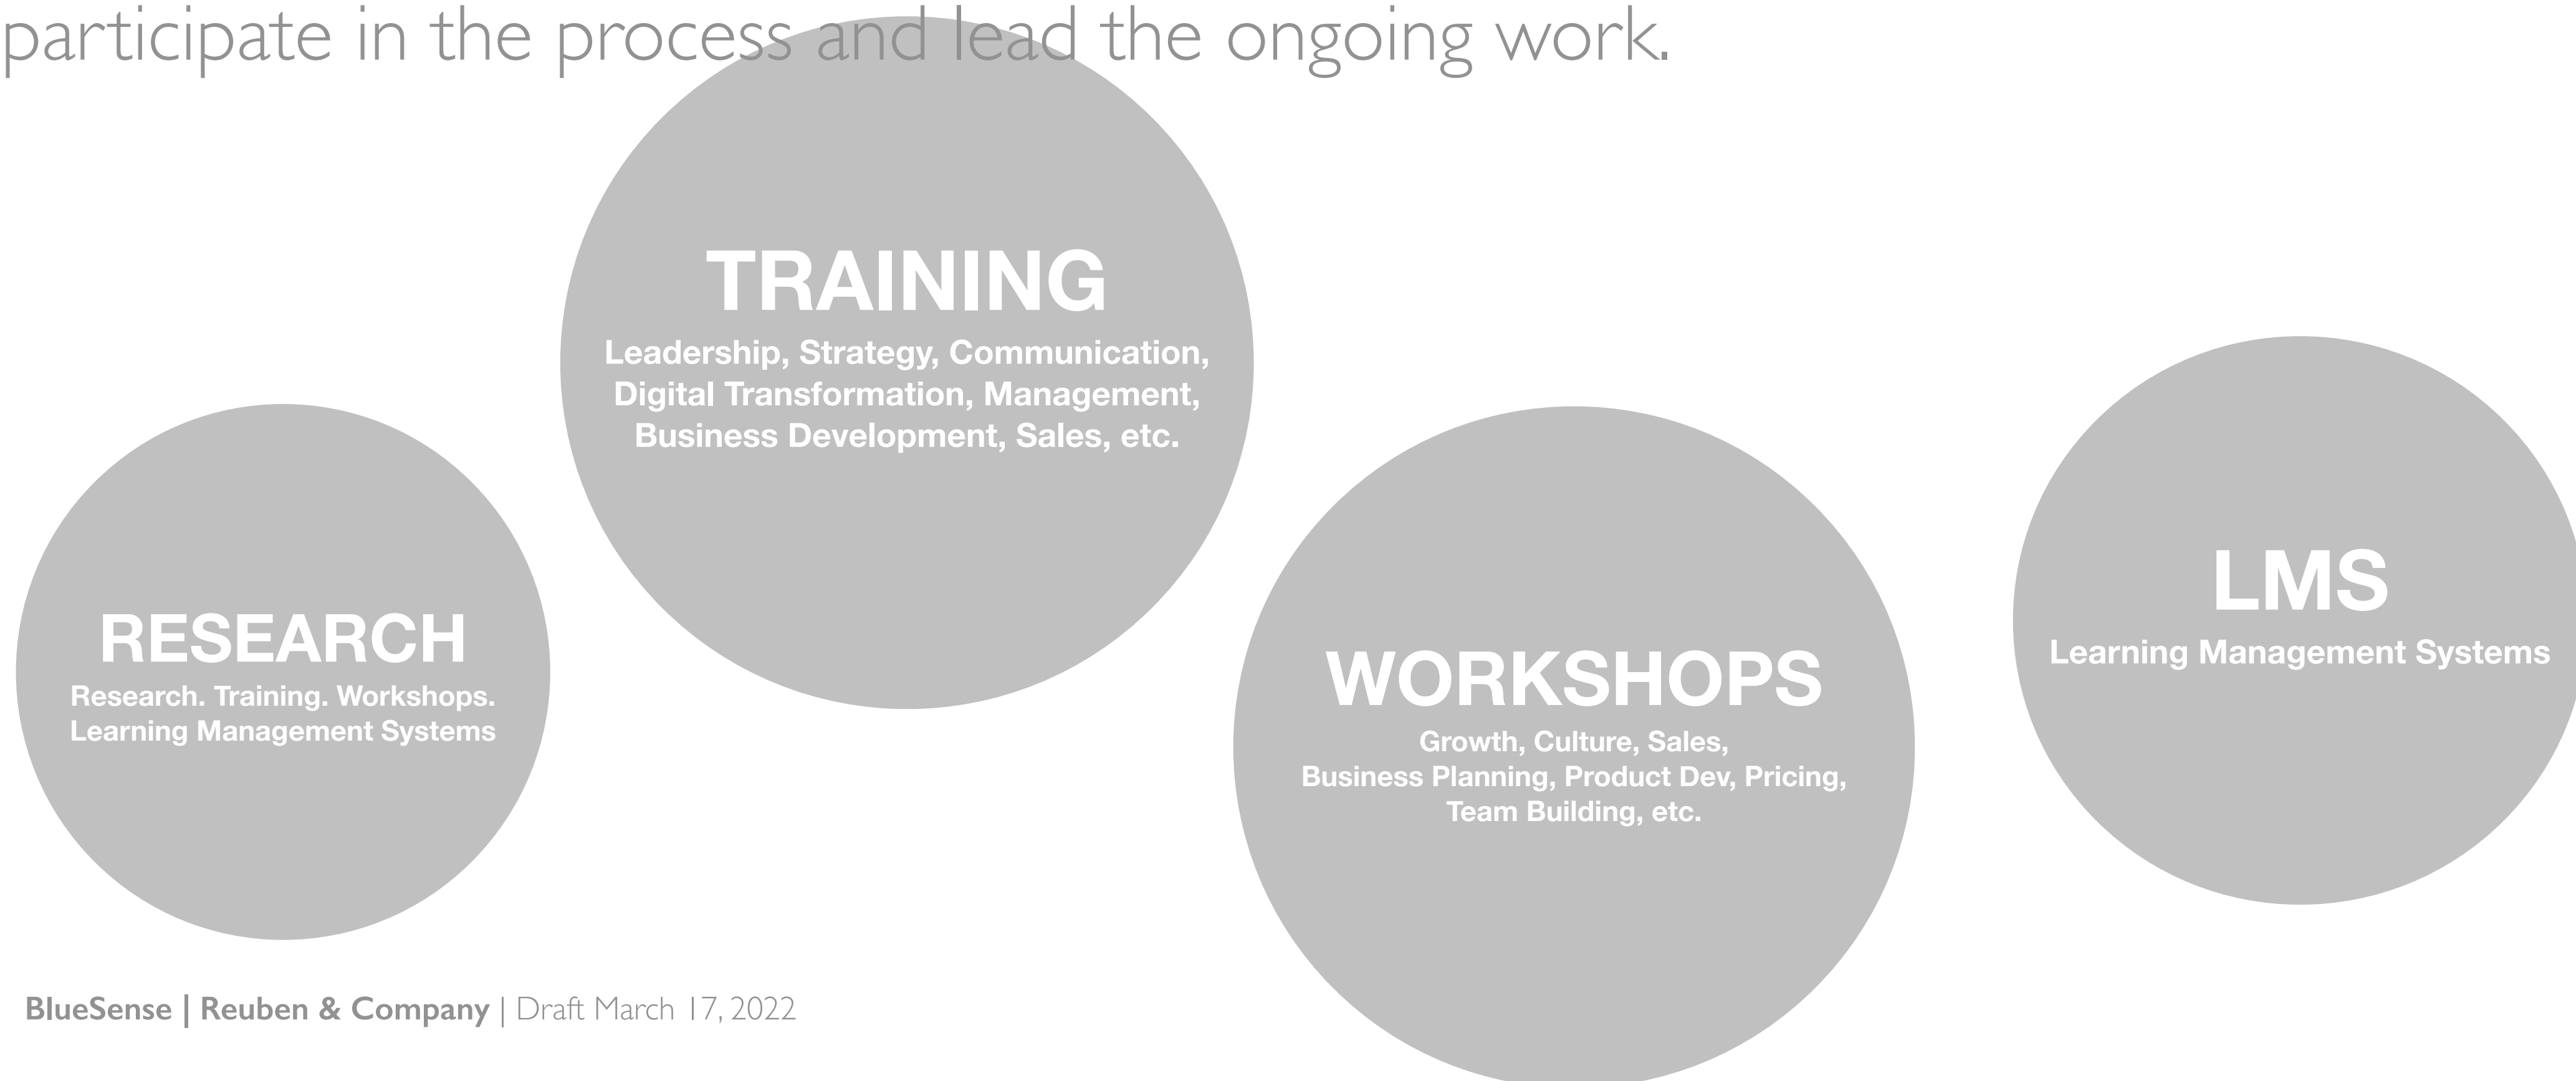 participate in the process and lead the ongoing work.
TRAINING
Leadership, Strategy, Communication,
Digital Transformation, Management,
Business Development, Sales, etc.
RESEARCH
Research. Training. Workshops.
Learning Management Systems
WORKSHOPS
Growth, Culture, Sales,
Business Planning, Product Dev, Pricing,
Team Building, etc.
LMS
Learning Management Systems
BlueSense | Reuben & Company | Draft March 17, 2022